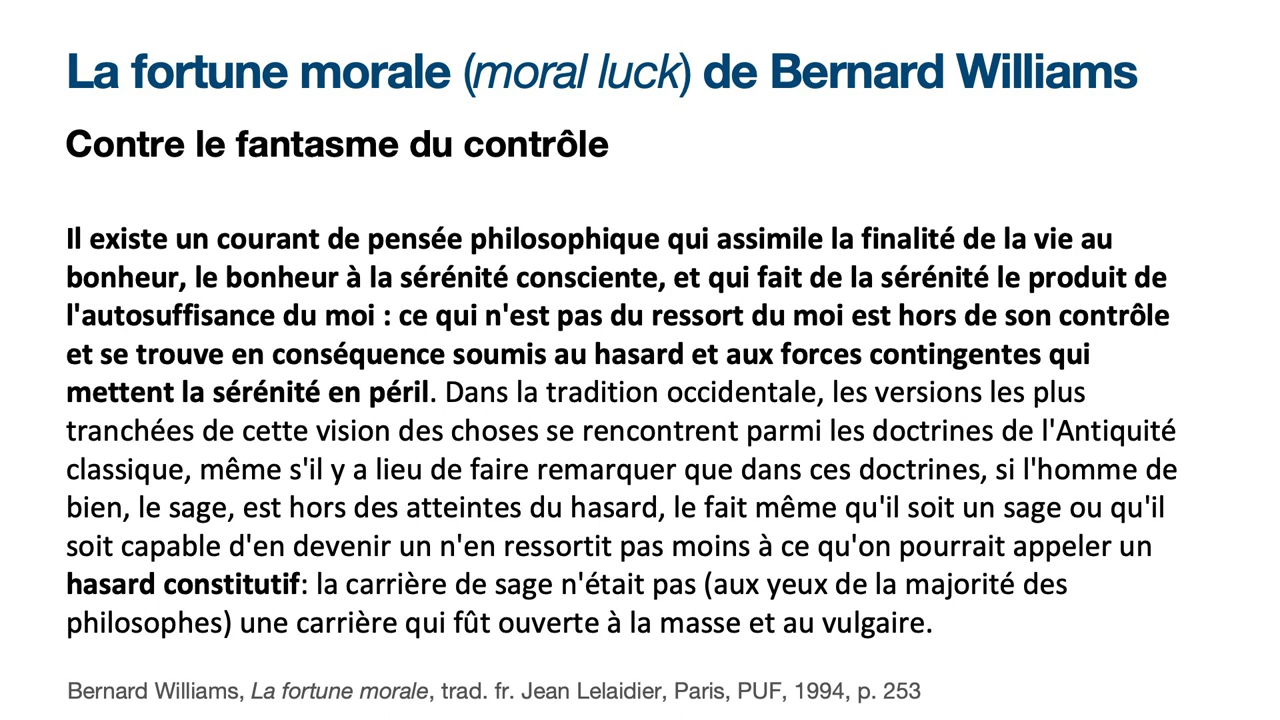 La fortune morale (moral luck) de Bernard Williams
Contre le fantasme du contrôle
Il existe un courant de pensée philosophique qui assimile la finalité de la vie au
bonheur, le bonheur à la sérénité consciente, et qui fait de la sérénité le produit de
l'autosuffisance du moi : ce qui n'est pas du ressort du moi est hors de son contrôle
et se trouve en conséquence soumis au hasard et aux forces contingentes qui
mettent la sérénité en péril. Dans la tradition occidentale, les versions les plus
tranchées de cette vision des choses se rencontrent parmi les doctrines de l'Antiquité
classique, même s'il y a lieu de faire remarquer que dans ces doctrines, si l'homme de
bien, le sage, est hors des atteintes du hasard, le fait même qu'il soit un sage ou qu'il
soit capable d'en devenir un n'en ressortit pas moins à ce qu'on pourrait appeler un
hasard constitutif: la carrière de sage n'était pas (aux yeux de la majorité des
philosophes) une carrière qui fût ouverte à la masse et au vulgaire.
Bernard Williams, La fortune morale, trad. fr. Jean Lelaidier, Paris, PUF, 1994, p. 253